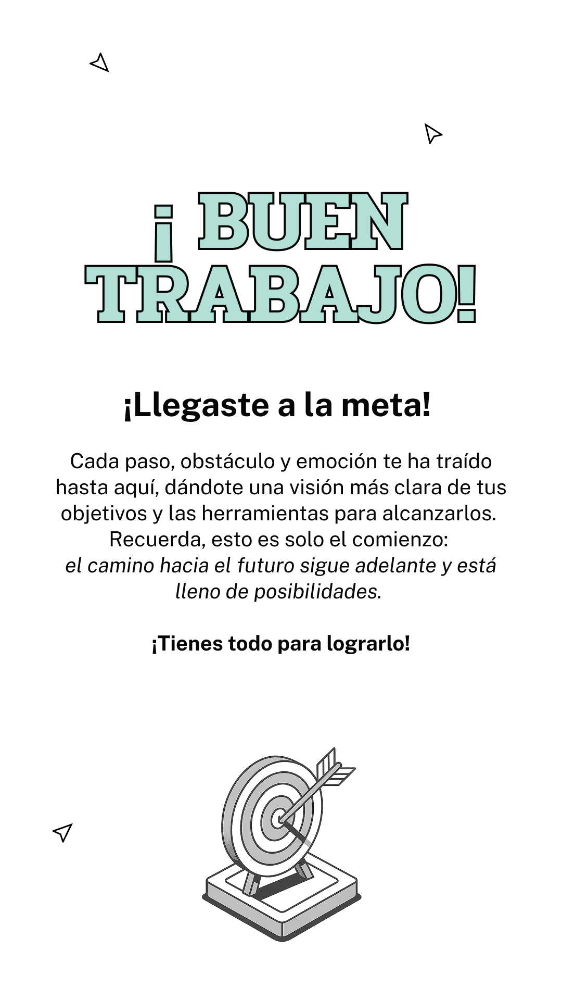 ¡ BUEN
TRABAJO!
¡Llegaste a la meta!
Cada paso, obstáculo y emoción te ha traído
hasta aquí, dándote una visión más clara de tus
objetivos y las herramientas para alcanzarlos.
Recuerda, esto es solo el comienzo:
el camino hacia el futuro sigue adelante y está
lleno de posibilidades.
¡Tienes todo para lograrlo!